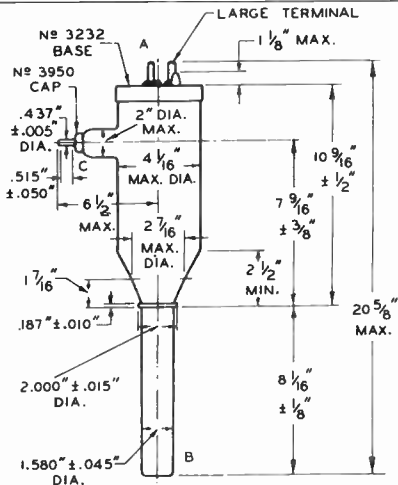 LARGE TERMINAL
Nº 3232
BASE
A
1 1/8" MAX.
Nº 3950
CAP
.437"
±.005"
DIA.
2" DIA.
MAX.
C
4 1/16"
MAX. DIA.
10 9/16"
± 1/2"
.515"
±.050"
6 1/2"
MAX.
7 9/16"
± 3/8"
2 7/16"
MAX.
DIA.
1 7/16"
2 1/2"
MIN.
20 5/8"
MAX.
.187" ±.010"
2.000" ±.015"
DIA.
8 1/16"
± 1/8"
1.580" ±.045"
DIA.
B